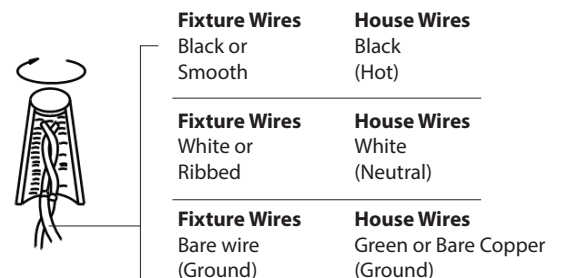 Fixture Wires House Wires
Black or Black
Smooth (Hot)
Fixture Wires House Wires
White or White
Ribbed (Neutral)
Fixture Wires House Wires
Bare wire Green or Bare Copper
(Ground) (Ground)